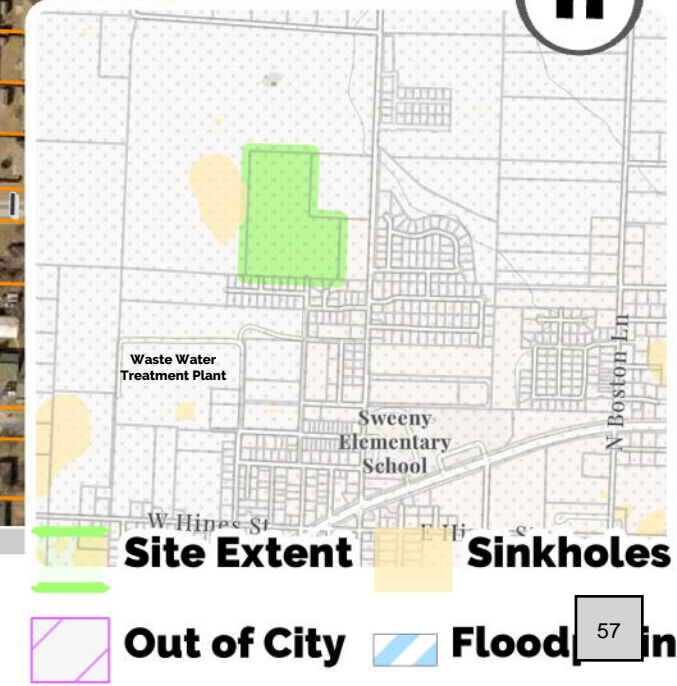 Waste Water
Treatment Plant
N Boston Ln
Sweeny
Elementary
School
W Hines St
Site Extent
Sinkholes
Out of City
57